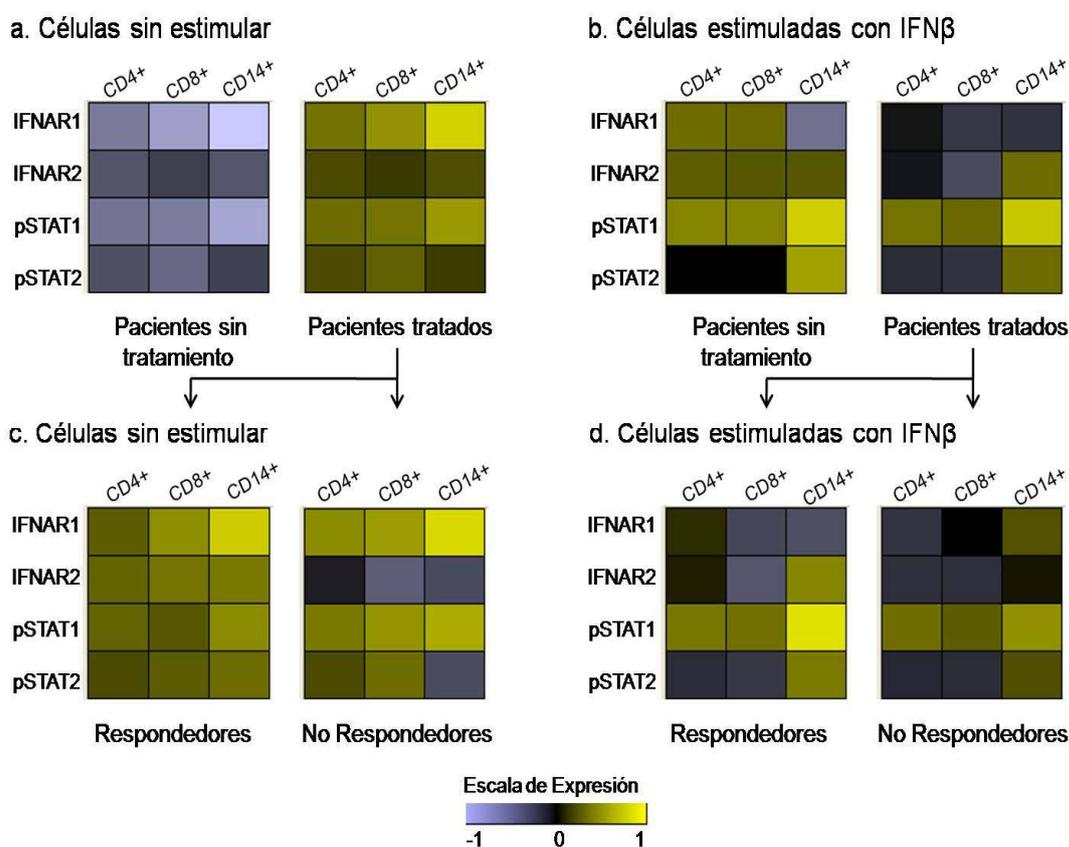 a. Células sin estimular
CD4+ CD8+ CD14+ CD4+ CD8+ CD14+
IFNAR1
IFNAR2
pSTAT1
pSTAT2
Pacientes sin
tratamiento
Pacientes tratados
b. Células estimuladas con IFNβ
CD4+ CD8+ CD14+ CD4+ CD8+ CD14+
IFNAR1
IFNAR2
pSTAT1
pSTAT2
Pacientes sin
tratamiento
Pacientes tratados
c. Células sin estimular
CD4+ CD8+ CD14+ CD4+ CD8+ CD14+
IFNAR1
IFNAR2
pSTAT1
pSTAT2
Respondedores No Respondedores
d. Células estimuladas con IFNβ
CD4+ CD8+ CD14+ CD4+ CD8+ CD14+
IFNAR1
IFNAR2
pSTAT1
pSTAT2
Respondedores No Respondedores
Escala de Expresión
-1 0 1